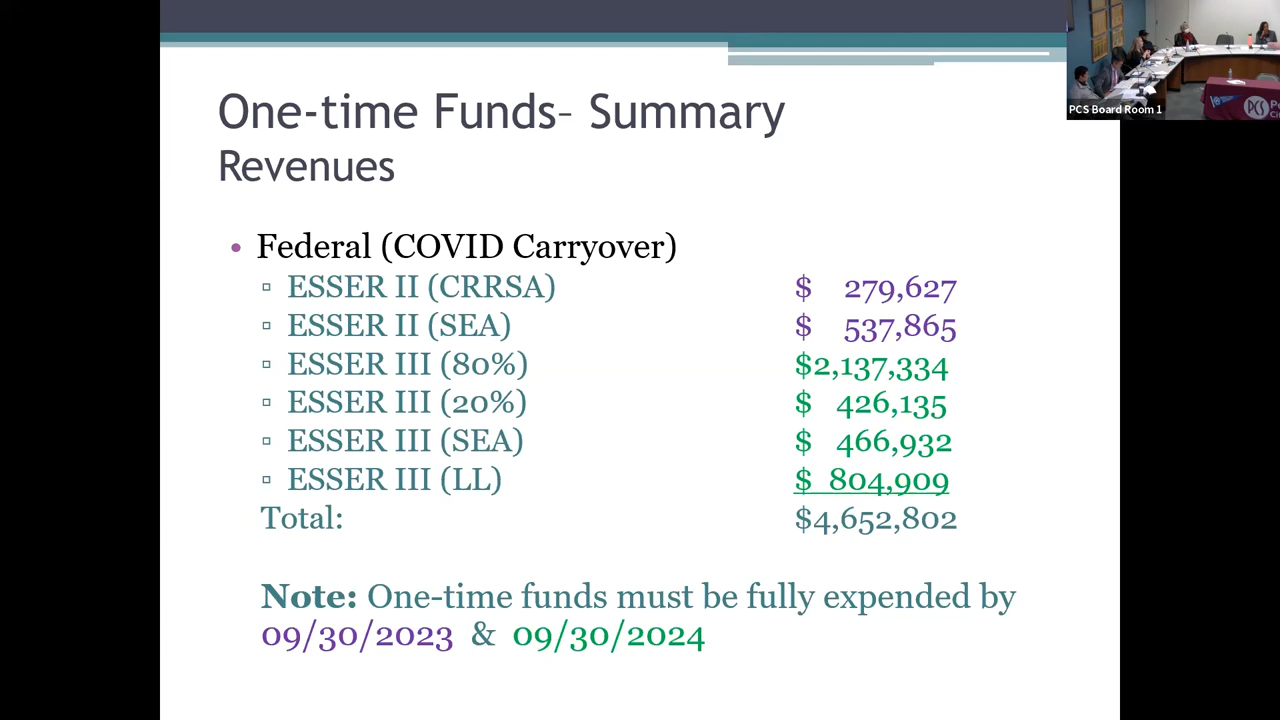 One-time Funds– Summary
Revenues
• Federal (COVID Carryover)
▫ ESSER II (CRRSA) $ 279,627
▫ ESSER II (SEA) $ 537,865
▫ ESSER III (80%) $2,137,334
▫ ESSER III (20%) $ 426,135
▫ ESSER III (SEA) $ 466,932
▫ ESSER III (LL) $ 804,909
Total: $4,652,802
Note: One-time funds must be fully expended by
09/30/2023 & 09/30/2024
PCS Board Room 1
PCS